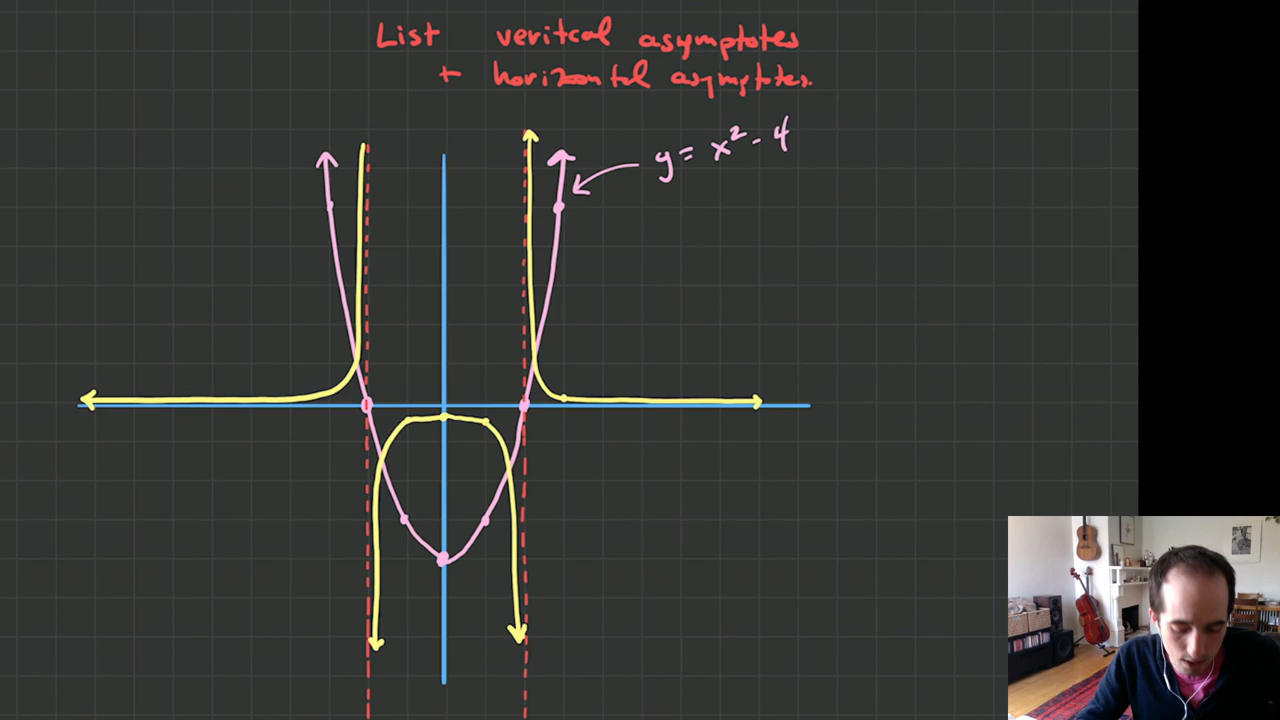 List veritcal asymptotes
+ horizontal asymptotes.
y = x² - 4